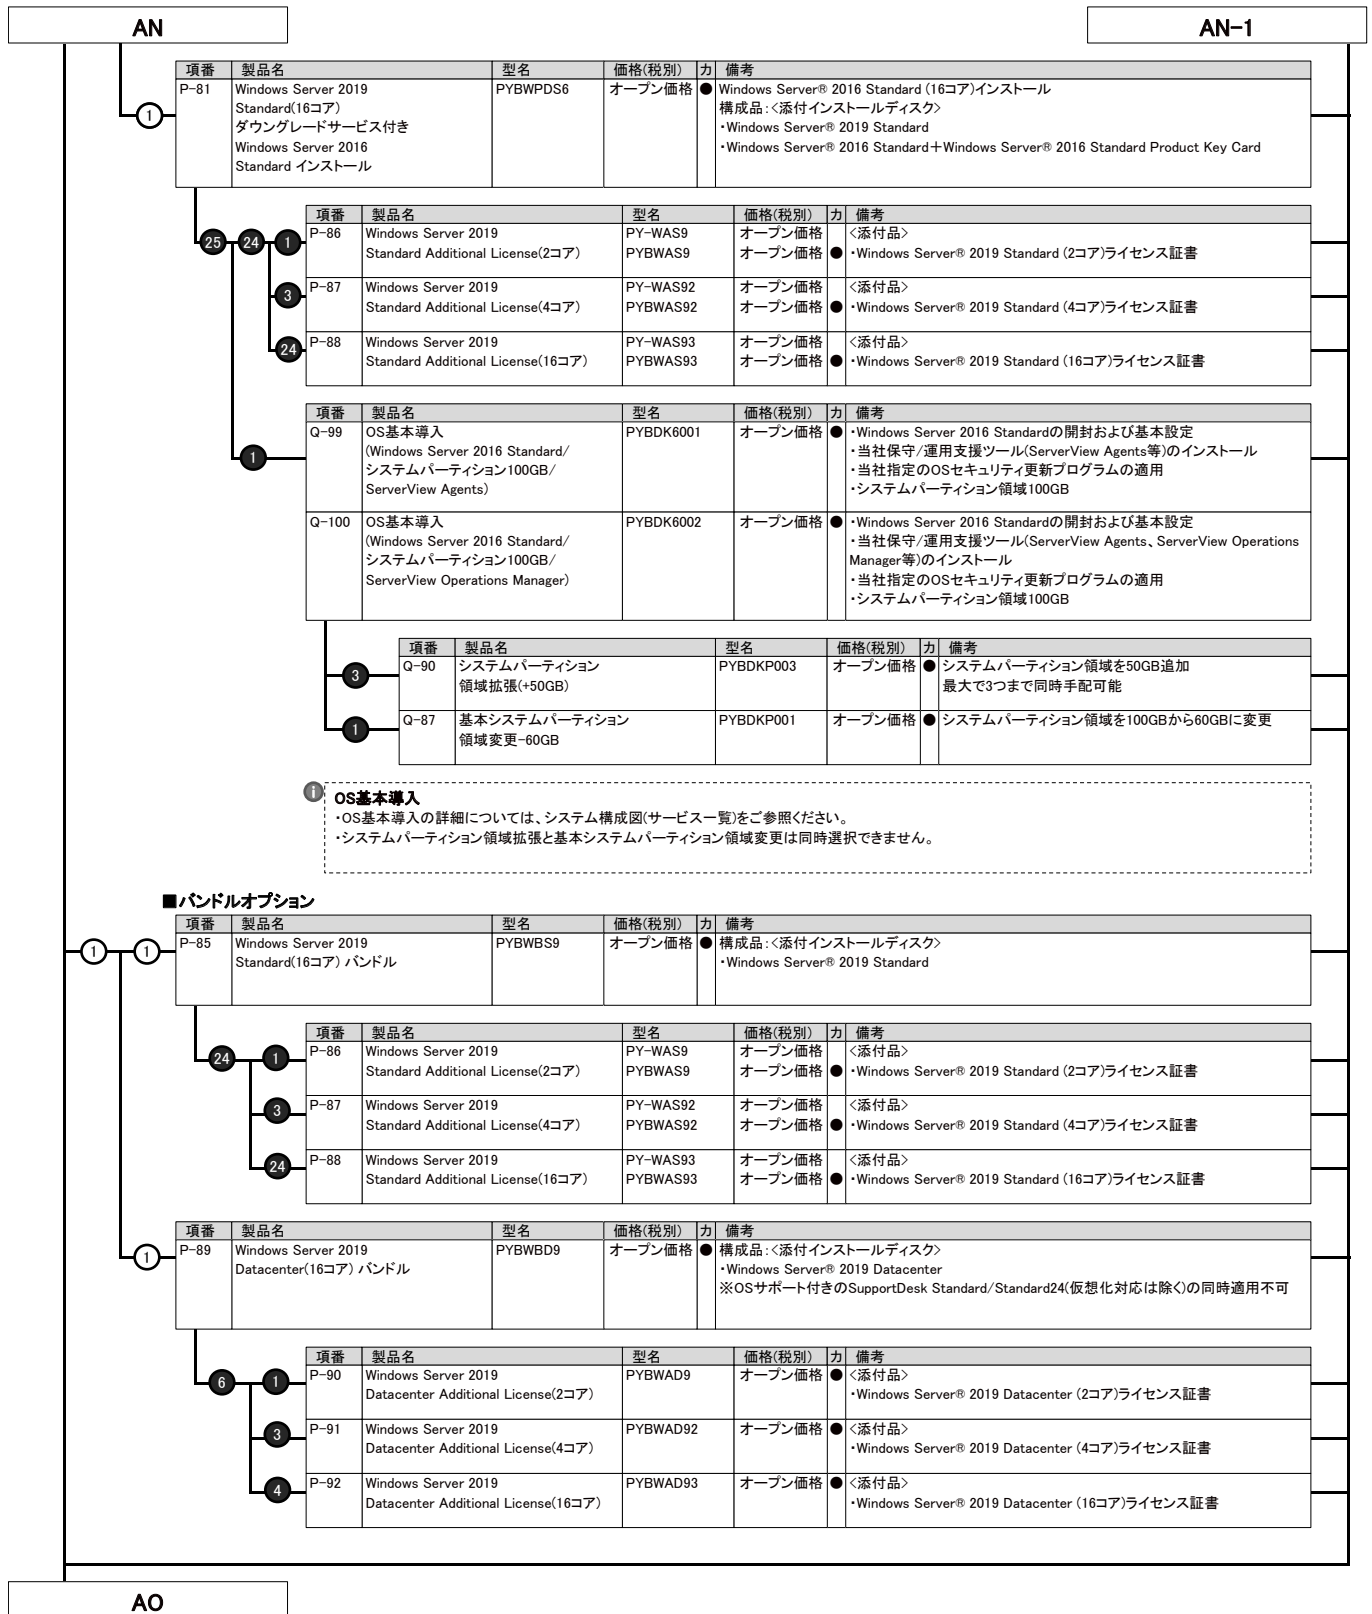 AN
AN-1
項番 製品名 型名 価格(税別) カ 備考
P-81 Windows Server 2019 PYBWPDS6 オープン価格 ● Windows Server® 2016 Standard (16コア)インストール
Standard(16コア) 構成品：<添付インストールディスク>
1
ダウングレードサービス付き ・Windows Server® 2019 Standard
Windows Server 2016 ・Windows Server® 2016 Standard＋Windows Server® 2016 Standard Product Key Card
Standard インストール
項番 製品名 型名 価格(税別) カ 備考
25 24 1 P-86 Windows Server 2019 PY-WAS9 オープン価格 <添付品>
Standard Additional License(2コア) PYBWAS9 オープン価格 ● ・Windows Server® 2019 Standard (2コア)ライセンス証書
3 P-87 Windows Server 2019 PY-WAS92 オープン価格 <添付品>
Standard Additional License(4コア) PYBWAS92 オープン価格 ● ・Windows Server® 2019 Standard (4コア)ライセンス証書
24 P-88 Windows Server 2019 PY-WAS93 オープン価格 <添付品>
Standard Additional License(16コア) PYBWAS93 オープン価格 ● ・Windows Server® 2019 Standard (16コア)ライセンス証書
項番 製品名 型名 価格(税別) カ 備考
Q-99 OS基本導入 PYBDK6001 オープン価格 ● ・Windows Server 2016 Standardの開封および基本設定
(Windows Server 2016 Standard/ ・当社保守/運用支援ツール(ServerView Agents等)のインストール
1
システムパーティション100GB/ ・当社指定のOSセキュリティ更新プログラムの適用
ServerView Agents) ・システムパーティション領域100GB
Q-100 OS基本導入 PYBDK6002 オープン価格 ● ・Windows Server 2016 Standardの開封および基本設定
(Windows Server 2016 Standard/ ・当社保守/運用支援ツール(ServerView Agents、ServerView Operations
システムパーティション100GB/ Manager等)のインストール
ServerView Operations Manager) ・当社指定のOSセキュリティ更新プログラムの適用
・システムパーティション領域100GB
項番 製品名 型名 価格(税別) カ 備考
3 Q-90 システムパーティション PYBDKP003 オープン価格 ● システムパーティション領域を50GB追加
領域拡張(+50GB) 最大で3つまで同時手配可能
1 Q-87 基本システムパーティション PYBDKP001 オープン価格 ● システムパーティション領域を100GBから60GBに変更
領域変更-60GB
i OS基本導入
・OS基本導入の詳細については、システム構成図(サービス一覧)をご参照ください。
・システムパーティション領域拡張と基本システムパーティション領域変更は同時選択できません。
■バンドルオプション
項番 製品名 型名 価格(税別) カ 備考
1 1 P-85 Windows Server 2019 PYBWBS9 オープン価格 ● 構成品：<添付インストールディスク>
Standard(16コア) バンドル ・Windows Server® 2019 Standard
項番 製品名 型名 価格(税別) カ 備考
24 1 P-86 Windows Server 2019 PY-WAS9 オープン価格 <添付品>
Standard Additional License(2コア) PYBWAS9 オープン価格 ● ・Windows Server® 2019 Standard (2コア)ライセンス証書
3 P-87 Windows Server 2019 PY-WAS92 オープン価格 <添付品>
Standard Additional License(4コア) PYBWAS92 オープン価格 ● ・Windows Server® 2019 Standard (4コア)ライセンス証書
24 P-88 Windows Server 2019 PY-WAS93 オープン価格 <添付品>
Standard Additional License(16コア) PYBWAS93 オープン価格 ● ・Windows Server® 2019 Standard (16コア)ライセンス証書
項番 製品名 型名 価格(税別) カ 備考
1 P-89 Windows Server 2019 PYBWBD9 オープン価格 ● 構成品：<添付インストールディスク>
Datacenter(16コア) バンドル ・Windows Server® 2019 Datacenter
※OSサポート付きのSupportDesk Standard/Standard24(仮想化対応は除く)の同時適用不可
項番 製品名 型名 価格(税別) カ 備考
6 1 P-90 Windows Server 2019 PYBWAD9 オープン価格 ● <添付品>
Datacenter Additional License(2コア) ・Windows Server® 2019 Datacenter (2コア)ライセンス証書
3 P-91 Windows Server 2019 PYBWAD92 オープン価格 ● <添付品>
Datacenter Additional License(4コア) ・Windows Server® 2019 Datacenter (4コア)ライセンス証書
4 P-92 Windows Server 2019 PYBWAD93 オープン価格 ● <添付品>
Datacenter Additional License(16コア) ・Windows Server® 2019 Datacenter (16コア)ライセンス証書
AO